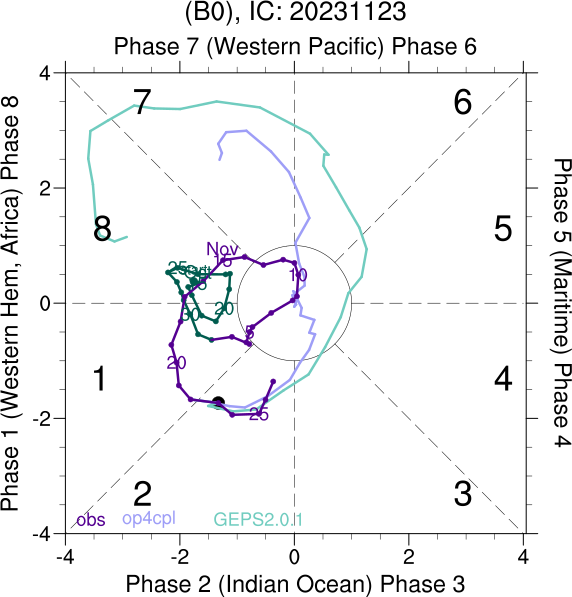 (B0), IC: 20231123
Phase 7 (Western Pacific) Phase 6
Phase 1 (Western Hem, Africa) Phase 8
Phase 5 (Maritime) Phase 4
4
2
0
-2
-4
7
6
8
5
1
4
2
3
Nov
15
25
10
20
30
5
20
25
obs
op4cpl
GEPS2.0.1
-4
-2
0
2
4
Phase 2 (Indian Ocean) Phase 3